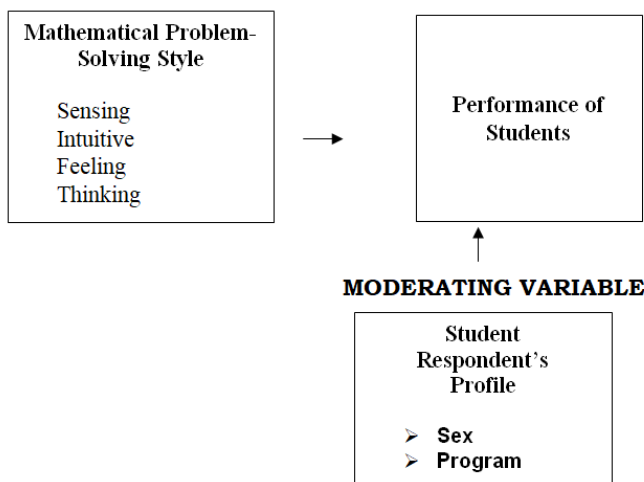 Mathematical Problem-
Solving Style
Sensing
Intuitive
Feeling
Thinking
Performance of
Students
MODERATING VARIABLE
Student
Respondent's
Profile
➢ Sex
➢ Program